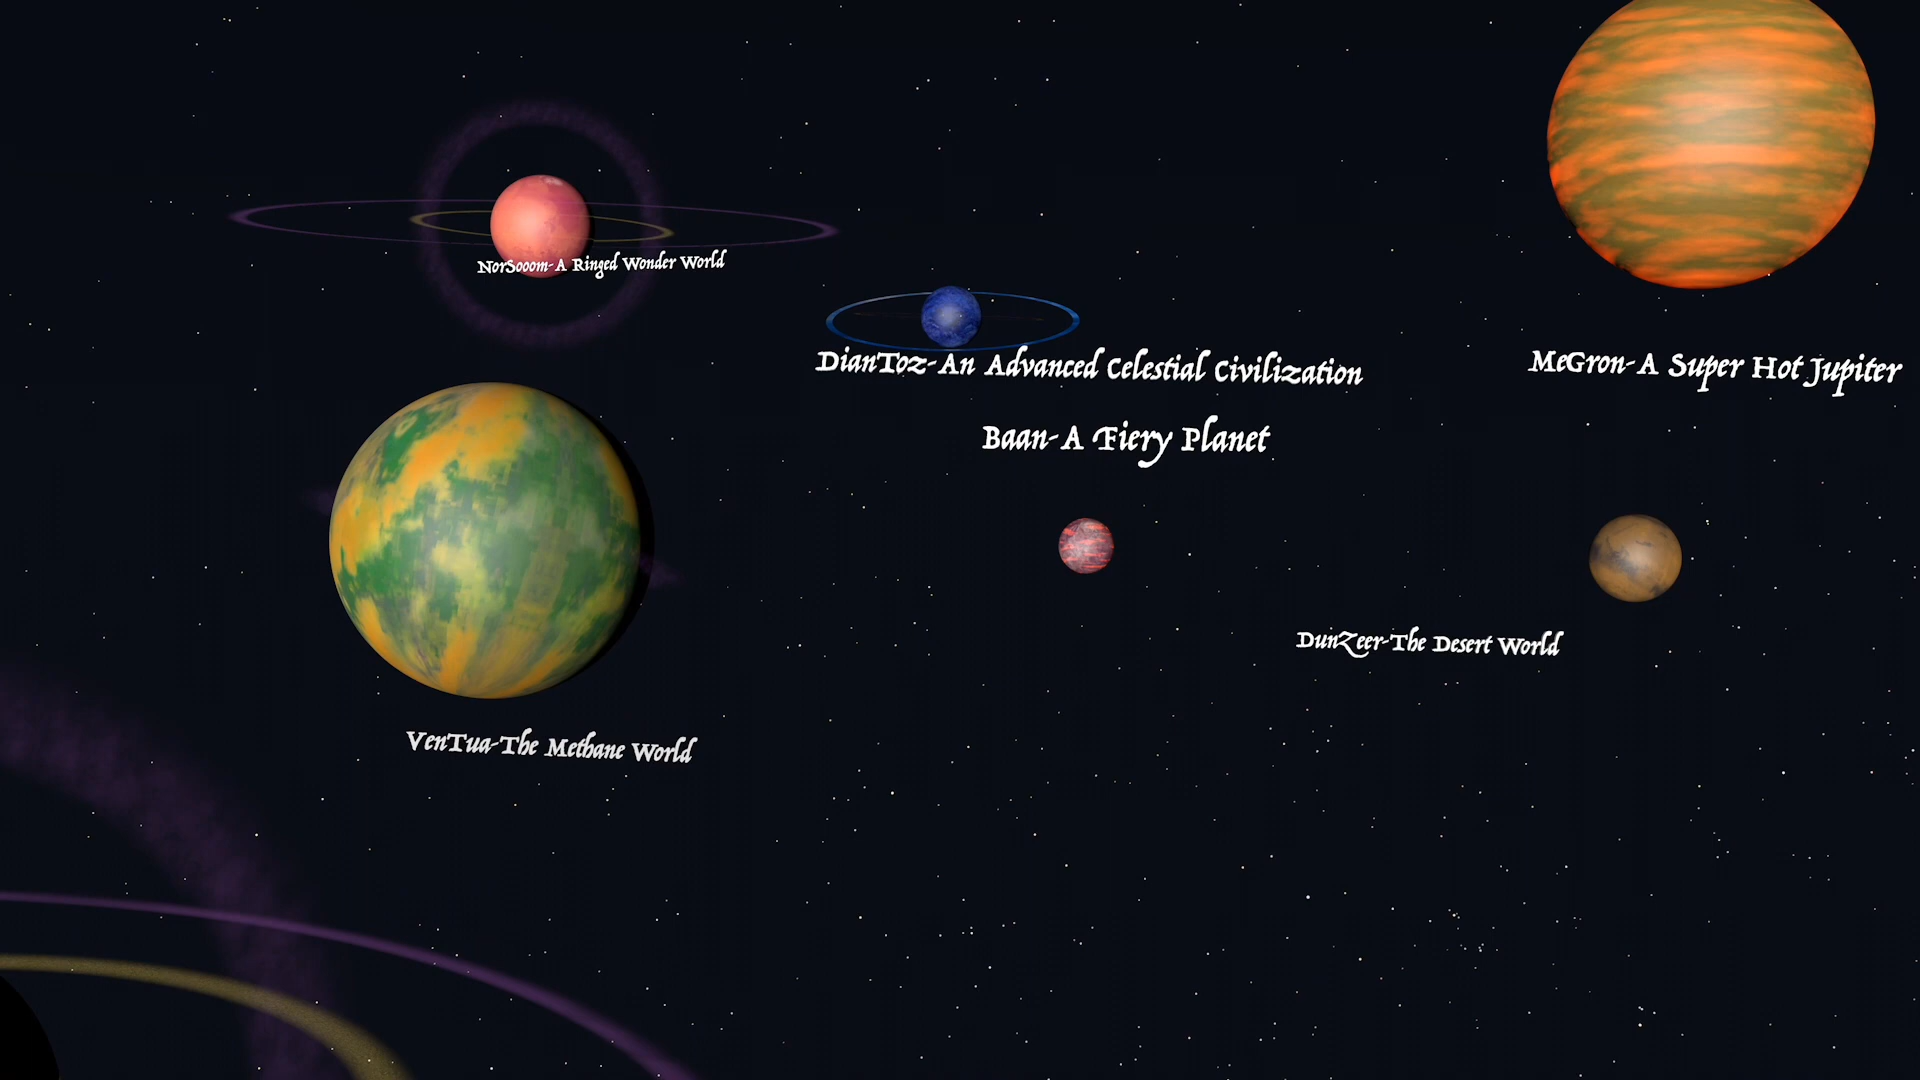 NorSooom-A Ringed Wonder World
DianToz-An Advanced Celestial Civilization
MeGron-A Super Hot Jupiter
Baan-A Fiery Planet
DunZeer-The Desert World
VenTua-The Methane World